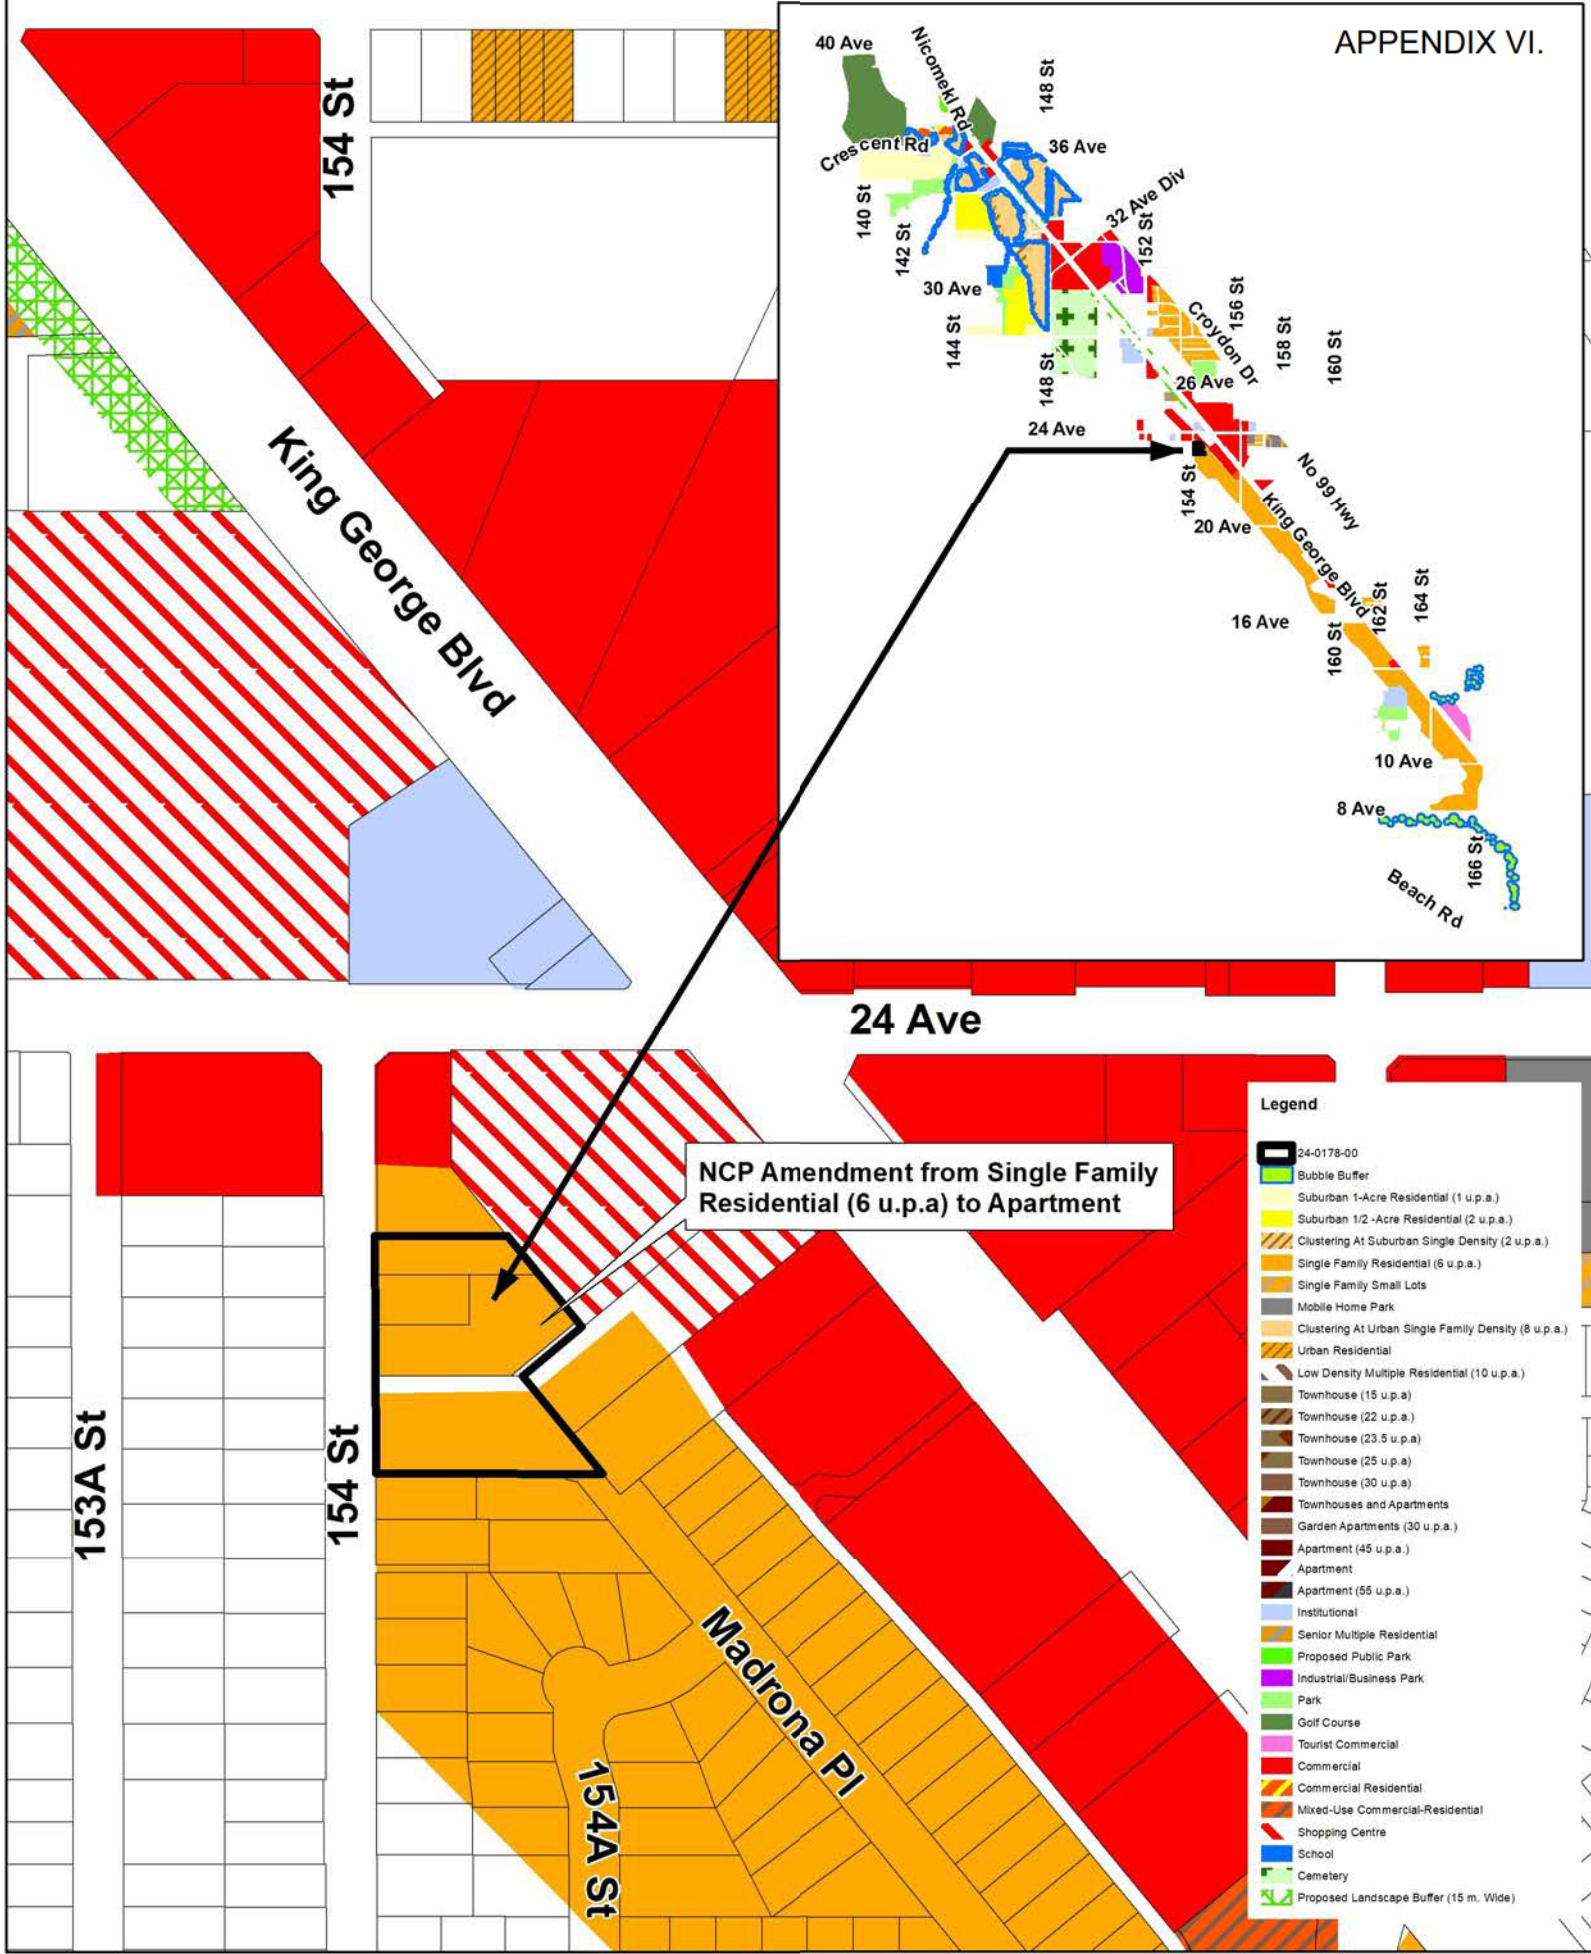 APPENDIX VI.
40 Ave
Nicomekl Rd
148 St
Crescent Rd
36 Ave
140 St
142 St
32 Ave Div
152 St
30 Ave
144 St
148 St
Croydon Dr
156 St
158 St
160 St
26 Ave
24 Ave
154 St
No 99 Hwy
20 Ave
King George Blvd
16 Ave
160 St
162 St
164 St
10 Ave
8 Ave
166 St
Beach Rd
154 St
King George Blvd
24 Ave
NCP Amendment from Single Family
Residential (6 u.p.a) to Apartment
153A St
154 St
Madrona Pl
154A St
Legend
24-0178-00
Bubble Buffer
Suburban 1-Acre Residential (1 u.p.a.)
Suburban 1/2 -Acre Residential (2 u.p.a.)
Clustering At Suburban Single Density (2 u.p.a.)
Single Family Residential (6 u.p.a.)
Single Family Small Lots
Mobile Home Park
Clustering At Urban Single Family Density (8 u.p.a.)
Urban Residential
Low Density Multiple Residential (10 u.p.a.)
Townhouse (15 u.p.a)
Townhouse (22 u.p.a.)
Townhouse (23.5 u.p.a)
Townhouse (25 u.p.a)
Townhouse (30 u.p.a)
Townhouses and Apartments
Garden Apartments (30 u.p.a.)
Apartment (45 u.p.a.)
Apartment
Apartment (55 u.p.a.)
Institutional
Senior Multiple Residential
Proposed Public Park
Industrial/Business Park
Park
Golf Course
Tourist Commercial
Commercial
Commercial Residential
Mixed-Use Commercial-Residential
Shopping Centre
School
Cemetery
Proposed Landscape Buffer (15 m. Wide)